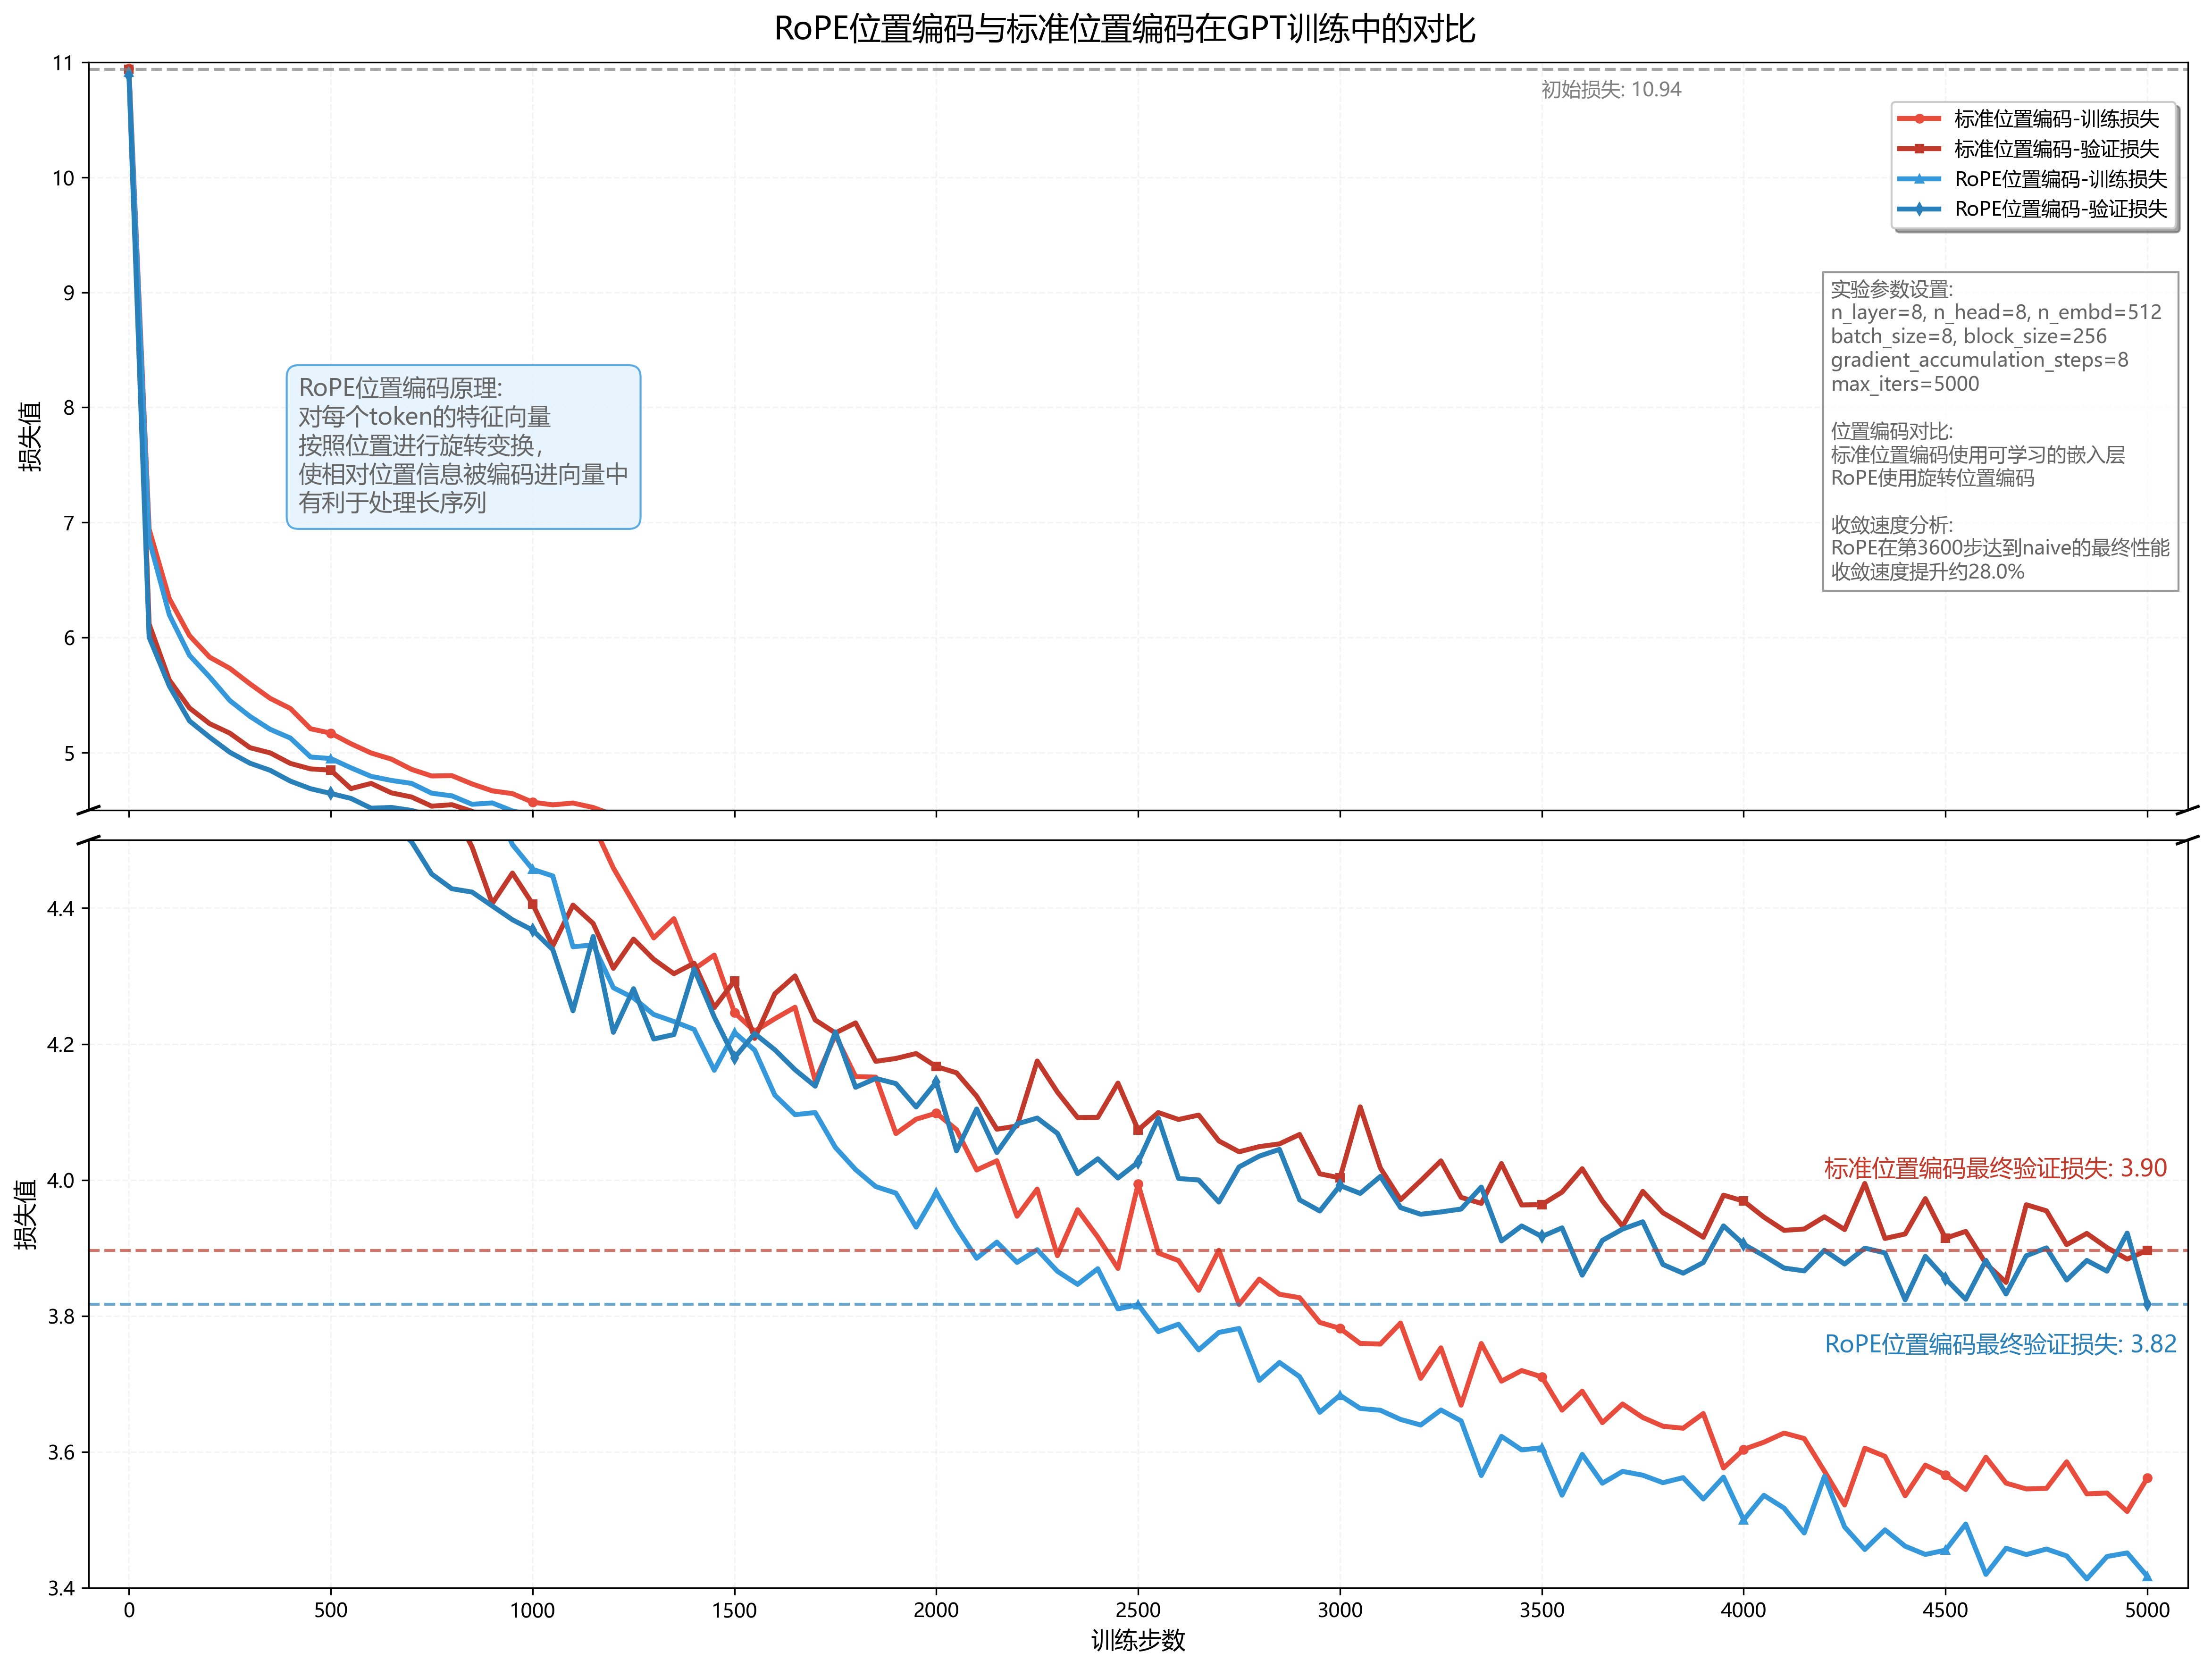 RoPE位置编码与标准位置编码在GPT训练中的对比
11
10
9
8
7
6
5
损失值
初始损失: 10.94
标准位置编码-训练损失
标准位置编码-验证损失
RoPE位置编码-训练损失
RoPE位置编码-验证损失
实验参数设置:
n_layer=8, n_head=8, n_embd=512
batch_size=8, block_size=256
gradient_accumulation_steps=8
max_iters=5000
位置编码对比:
标准位置编码使用可学习的嵌入层
RoPE使用旋转位置编码
收敛速度分析:
RoPE在第3600步达到naive的最终性能
收敛速度提升约28.0%
RoPE位置编码原理:
对每个token的特征向量
按照位置进行旋转变换，
使相对位置信息被编码进向量中
有利于处理长序列
4.4
4.2
4.0
3.8
3.6
3.4
损失值
标准位置编码最终验证损失: 3.90
RoPE位置编码最终验证损失: 3.82
0 500 1000 1500 2000 2500 3000 3500 4000 4500 5000
训练步数